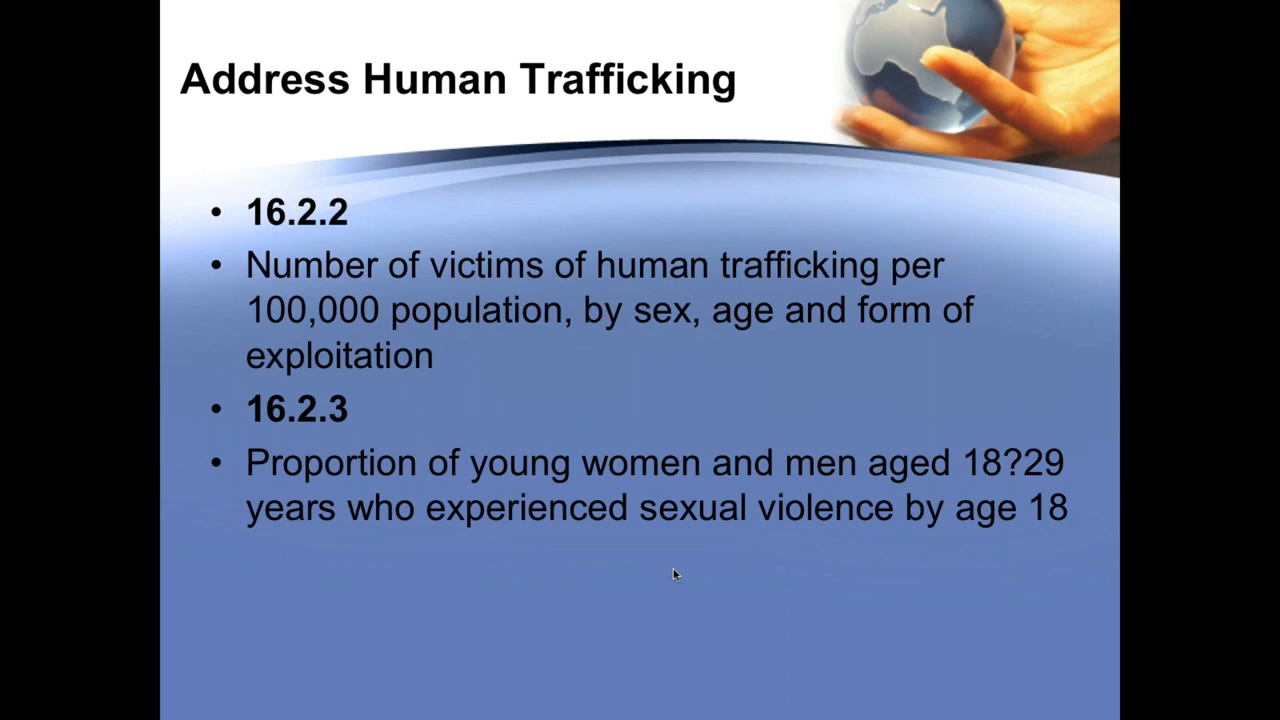 Address Human Trafficking
• 16.2.2
• Number of victims of human trafficking per
100,000 population, by sex, age and form of
exploitation
• 16.2.3
• Proportion of young women and men aged 18?29
years who experienced sexual violence by age 18